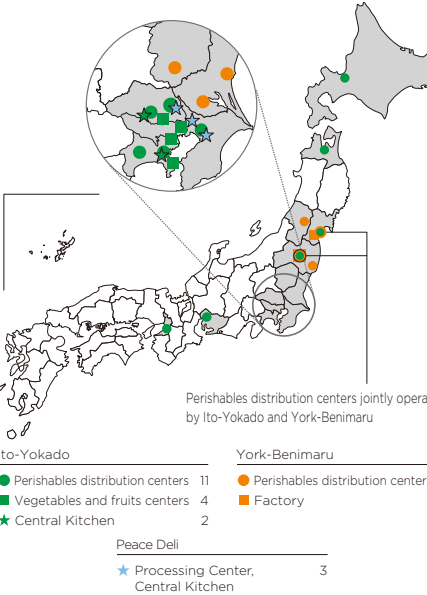 Perishables distribution centers jointly opera
by Ito-Yokado and York-Benimaru
to-Yokado
Perishables distribution centers 11
Vegetables and fruits centers 4
Central Kitchen 2
York-Benimaru
Perishables distribution center
Factory
Peace Deli
Processing Center, 3
Central Kitchen